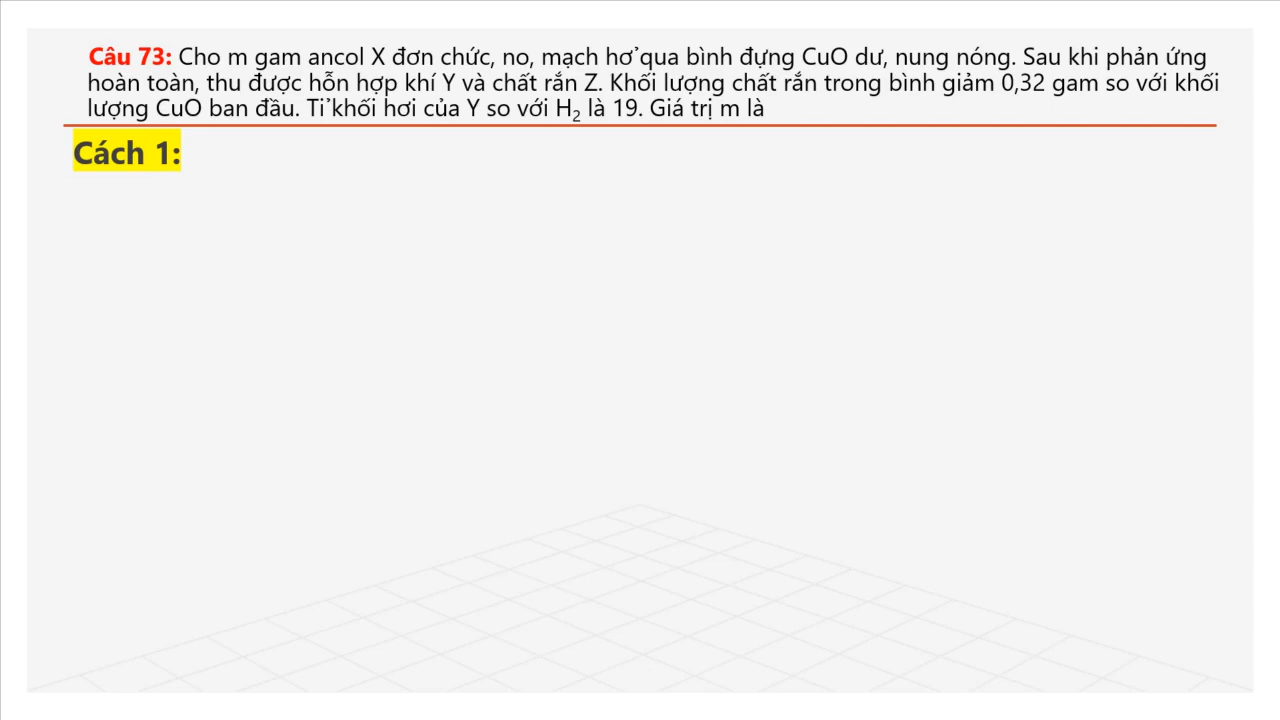 Câu 73: Cho m gam ancol X đơn chức, no, mạch hở qua bình đựng CuO dư, nung nóng. Sau khi phản ứng
hoàn toàn, thu được hỗn hợp khí Y và chất rắn Z. Khối lượng chất rắn trong bình giảm 0,32 gam so với khối
lượng CuO ban đầu. Tỉ khối hơi của Y so với H₂ là 19. Giá trị m là
Cách 1: